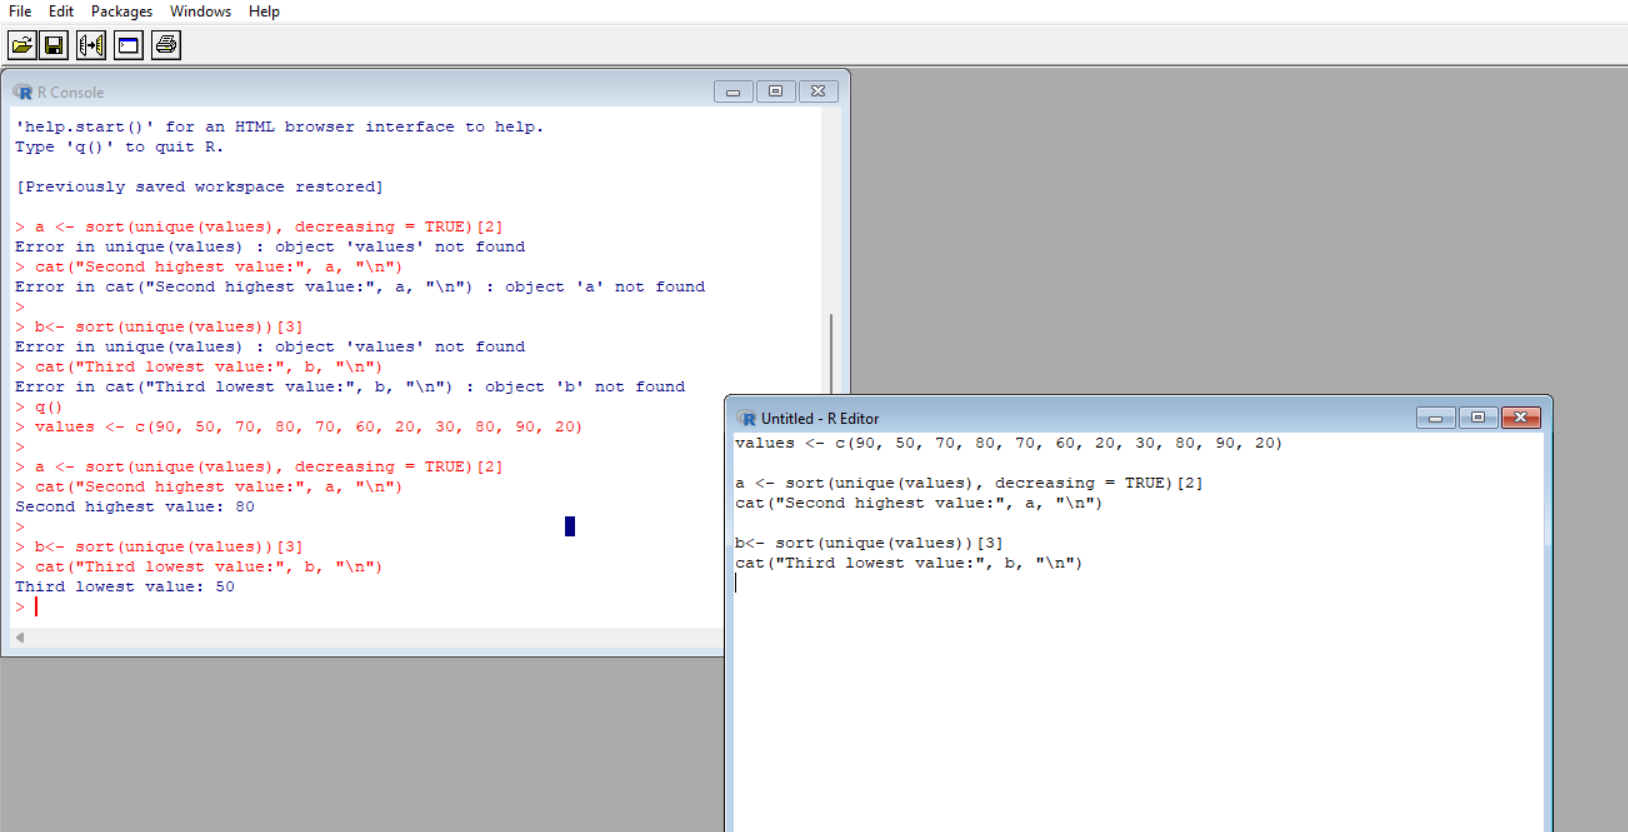 File Edit Packages Windows Help
R Console
'help.start()' for an HTML browser interface to help.
Type 'q()' to quit R.
[Previously saved workspace restored]
> a <- sort(unique(values), decreasing = TRUE)[2]
Error in unique(values) : object 'values' not found
> cat("Second highest value:", a, "\n")
Error in cat("Second highest value:", a, "\n") : object 'a' not found
>
> b<- sort(unique(values))[3]
Error in unique(values) : object 'values' not found
> cat("Third lowest value:", b, "\n")
Error in cat("Third lowest value:", b, "\n") : object 'b' not found
> q()
> values <- c(90, 50, 70, 80, 70, 60, 20, 30, 80, 90, 20)
>
> a <- sort(unique(values), decreasing = TRUE)[2]
> cat("Second highest value:", a, "\n")
Second highest value: 80
>
> b<- sort(unique(values))[3]
> cat("Third lowest value:", b, "\n")
Third lowest value: 50
>
Untitled - R Editor
values <- c(90, 50, 70, 80, 70, 60, 20, 30, 80, 90, 20)
a <- sort(unique(values), decreasing = TRUE)[2]
cat("Second highest value:", a, "\n")
b<- sort(unique(values))[3]
cat("Third lowest value:", b, "\n")